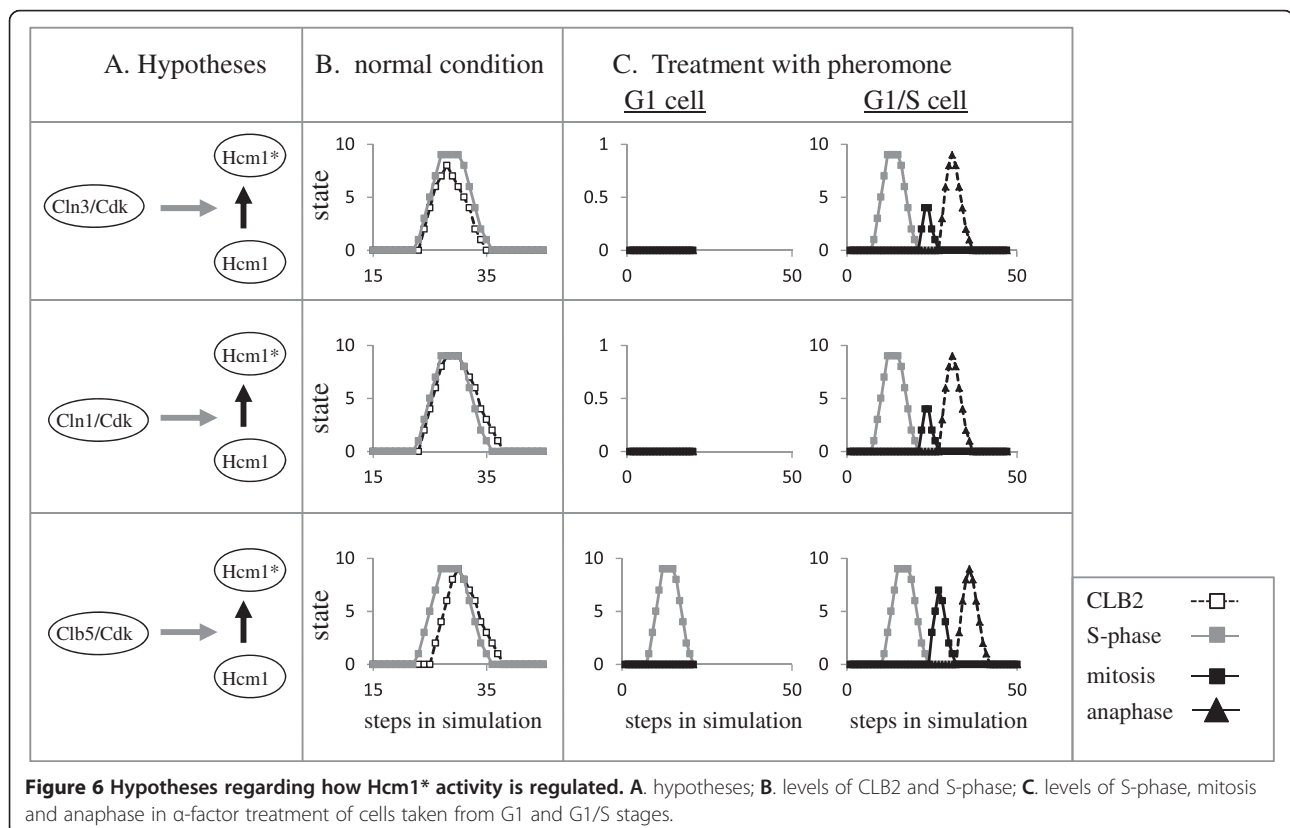 A. Hypotheses
B. normal condition
C. Treatment with pheromone
G1 cell
G1/S cell
Hcm1*
Cln3/Cdk
Hcm1
state
10
5
0
15
35
1
0.5
0
0
50
10
5
0
0
50
Hcm1*
Cln1/Cdk
Hcm1
state
10
5
0
15
35
1
0.5
0
0
50
10
5
0
0
50
Hcm1*
Clb5/Cdk
Hcm1
state
10
5
0
15
35
steps in simulation
10
5
0
0
50
steps in simulation
10
5
0
0
50
steps in simulation
CLB2
S-phase
mitosis
anaphase
Figure 6 Hypotheses regarding how Hcm1* activity is regulated. A. hypotheses; B. levels of CLB2 and S-phase; C. levels of S-phase, mitosis
and anaphase in α-factor treatment of cells taken from G1 and G1/S stages.